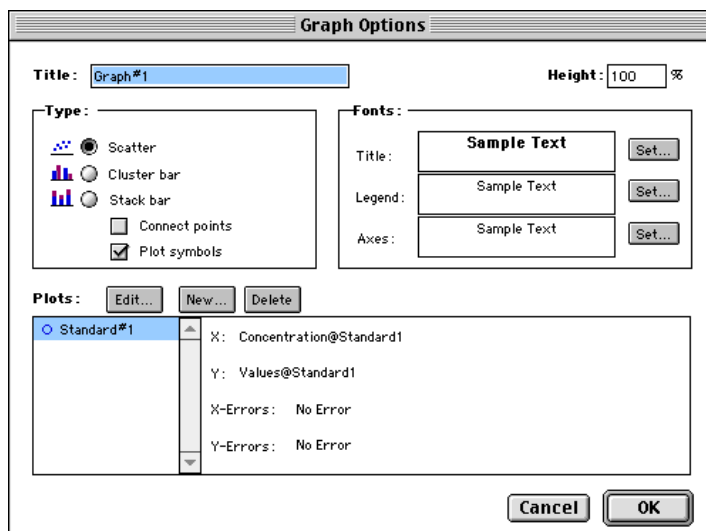 Graph Options
Title: Graph#1
Height: 100 %
Type:
Scatter
Cluster bar
Stack bar
Connect points
Plot symbols
Fonts:
Title: Sample Text Set...
Legend: Sample Text Set...
Axes: Sample Text Set...
Plots: Edit... New... Delete
Standard#1
X: Concentration@Standard1
Y: Values@Standard1
X-Errors: No Error
Y-Errors: No Error
Cancel OK